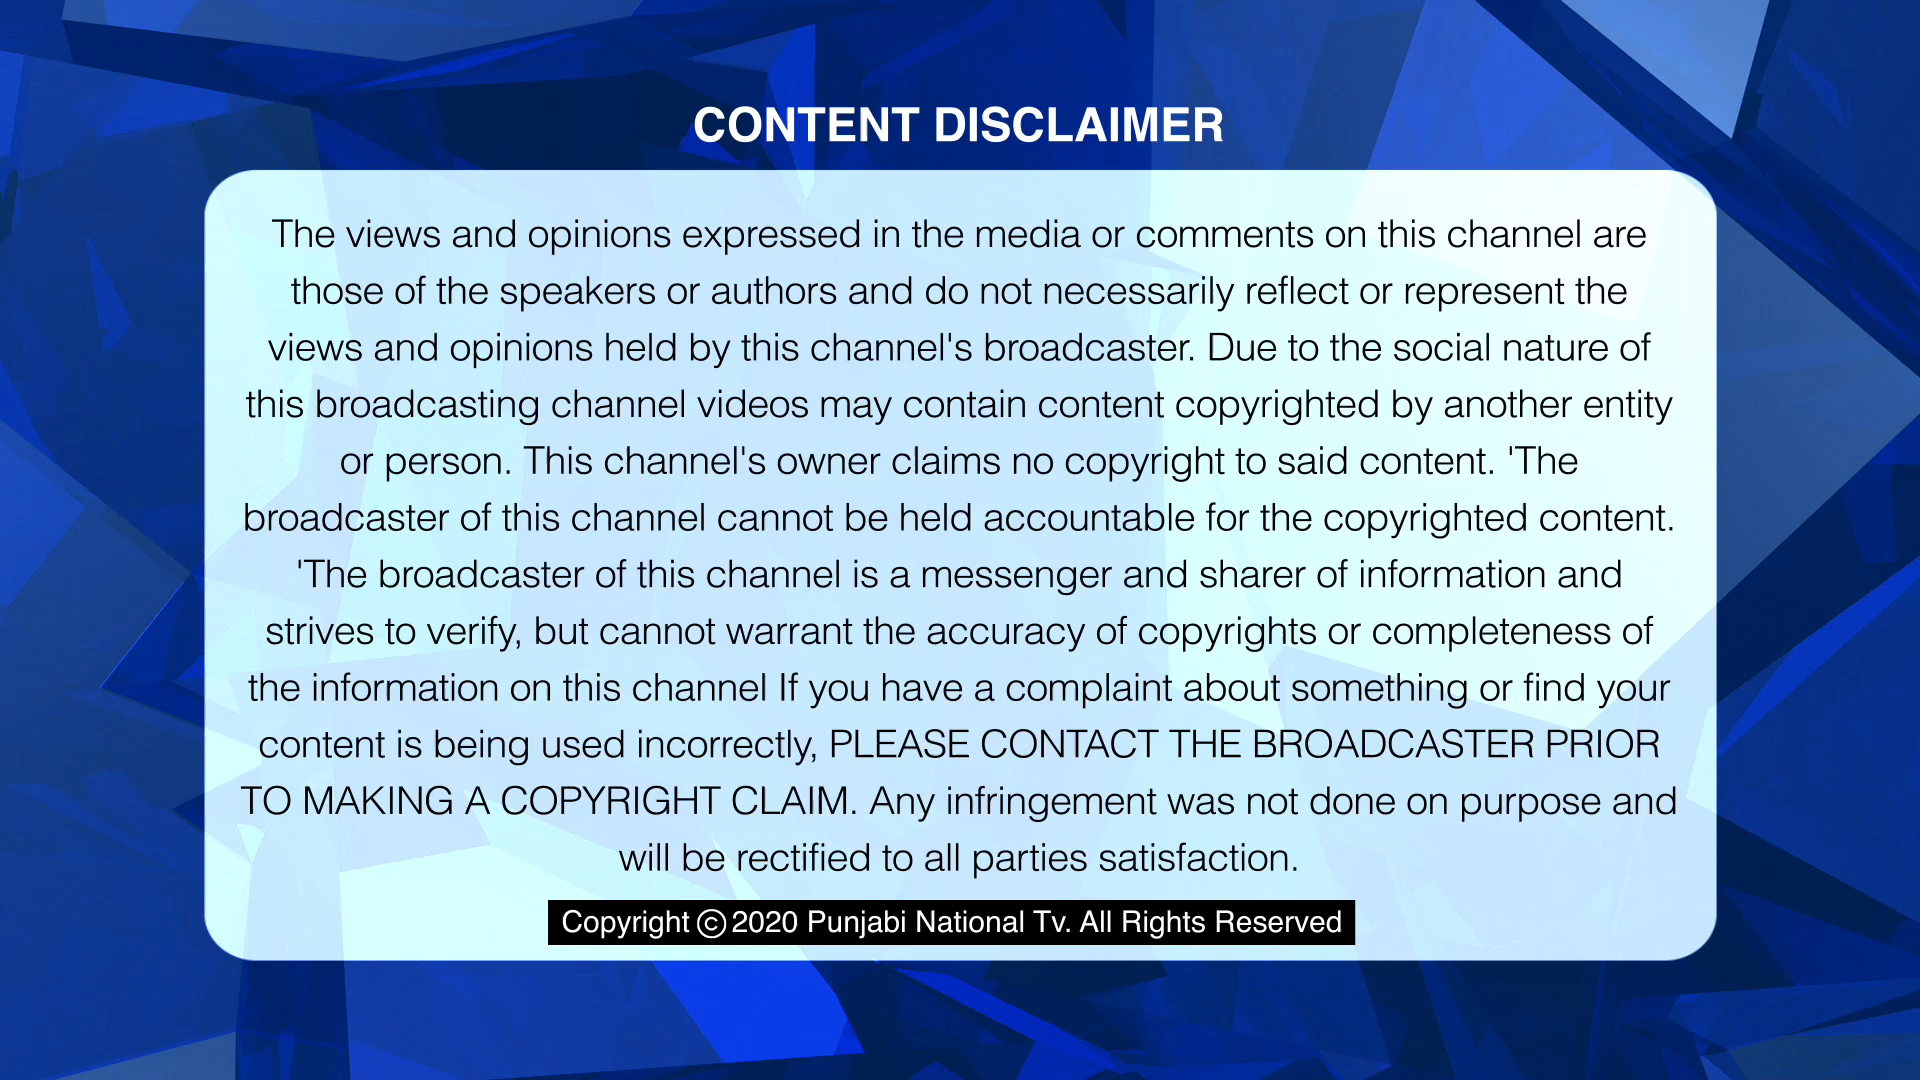 CONTENT DISCLAIMER
The views and opinions expressed in the media or comments on this channel are
those of the speakers or authors and do not necessarily reflect or represent the
views and opinions held by this channel's broadcaster. Due to the social nature of
this broadcasting channel videos may contain content copyrighted by another entity
or person. This channel's owner claims no copyright to said content. 'The
broadcaster of this channel cannot be held accountable for the copyrighted content.
'The broadcaster of this channel is a messenger and sharer of information and
strives to verify, but cannot warrant the accuracy of copyrights or completeness of
the information on this channel If you have a complaint about something or find your
content is being used incorrectly, PLEASE CONTACT THE BROADCASTER PRIOR
TO MAKING A COPYRIGHT CLAIM. Any infringement was not done on purpose and
will be rectified to all parties satisfaction.
Copyright © 2020 Punjabi National Tv. All Rights Reserved